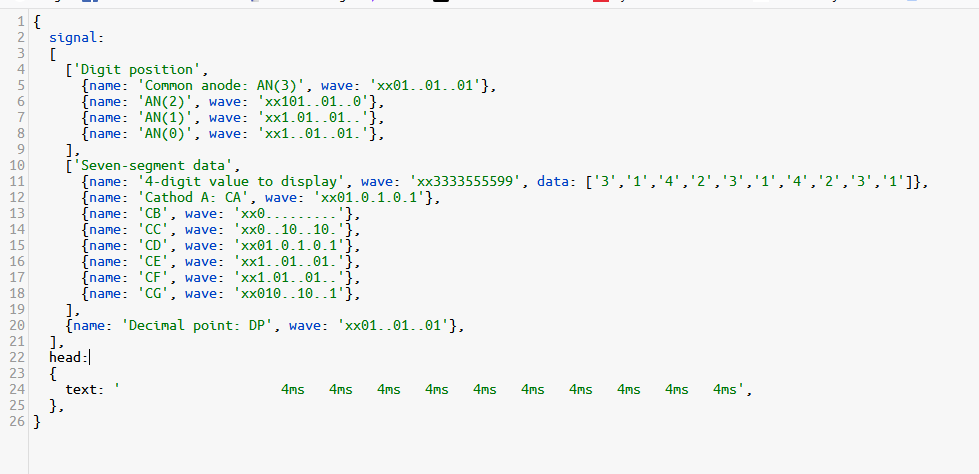 1 {
2   signal:
3   [
4     ['Digit position',
5       {name: 'Common anode: AN(3)', wave: 'xx01..01..01'},
6       {name: 'AN(2)', wave: 'xx101..01..0'},
7       {name: 'AN(1)', wave: 'xx1.01..01..'},
8       {name: 'AN(0)', wave: 'xx1..01..01.'},
9     ],
10     ['Seven-segment data',
11       {name: '4-digit value to display', wave: 'xx3333555599', data: ['3','1','4','2','3','1','4','2','3','1']},
12       {name: 'Cathod A: CA', wave: 'xx01.0.1.0.1'},
13       {name: 'CB', wave: 'xx0.........'},
14       {name: 'CC', wave: 'xx0..10..10.'},
15       {name: 'CD', wave: 'xx01.0.1.0.1'},
16       {name: 'CE', wave: 'xx1..01..01.'},
17       {name: 'CF', wave: 'xx1.01..01..'},
18       {name: 'CG', wave: 'xx010..10..1'},
19     ],
20     {name: 'Decimal point: DP', wave: 'xx01..01..01'},
21   ],
22   head:
23   {
24     text: '                    4ms   4ms   4ms   4ms   4ms   4ms   4ms   4ms   4ms   4ms',
25   },
26 }